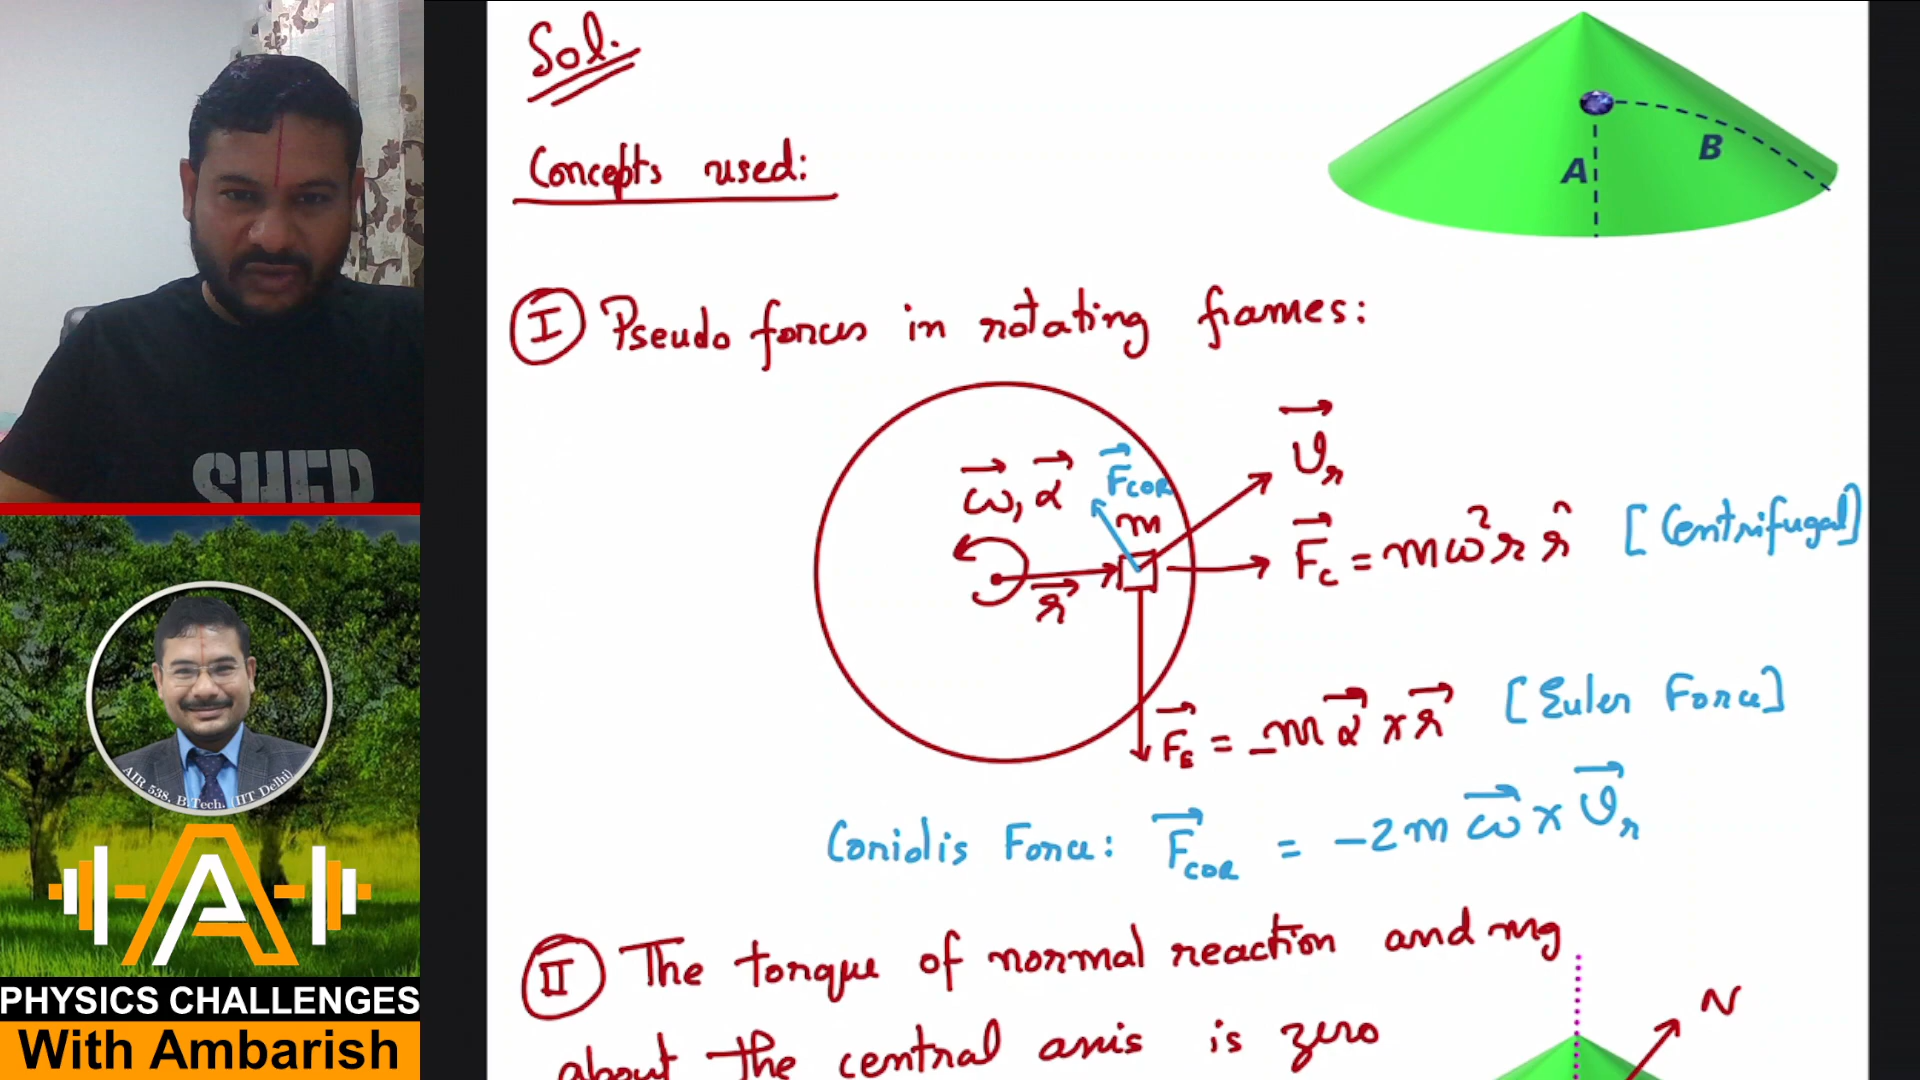 Sol.
Concepts used:
A
B
I Pseudo forces in rotating frames:
ω, α
F_COR
m
v_r
r
F_c = mω²r r̂ [Centrifugal]
F_E = -m α × r [Euler Force]
Coriolis Force: F_COR = -2m ω × v_r
II The torque of normal reaction and mg
about the central axis is zero
N
SHED
AIR 538, B.Tech. (IIT Delhi)
A
PHYSICS CHALLENGES
With Ambarish